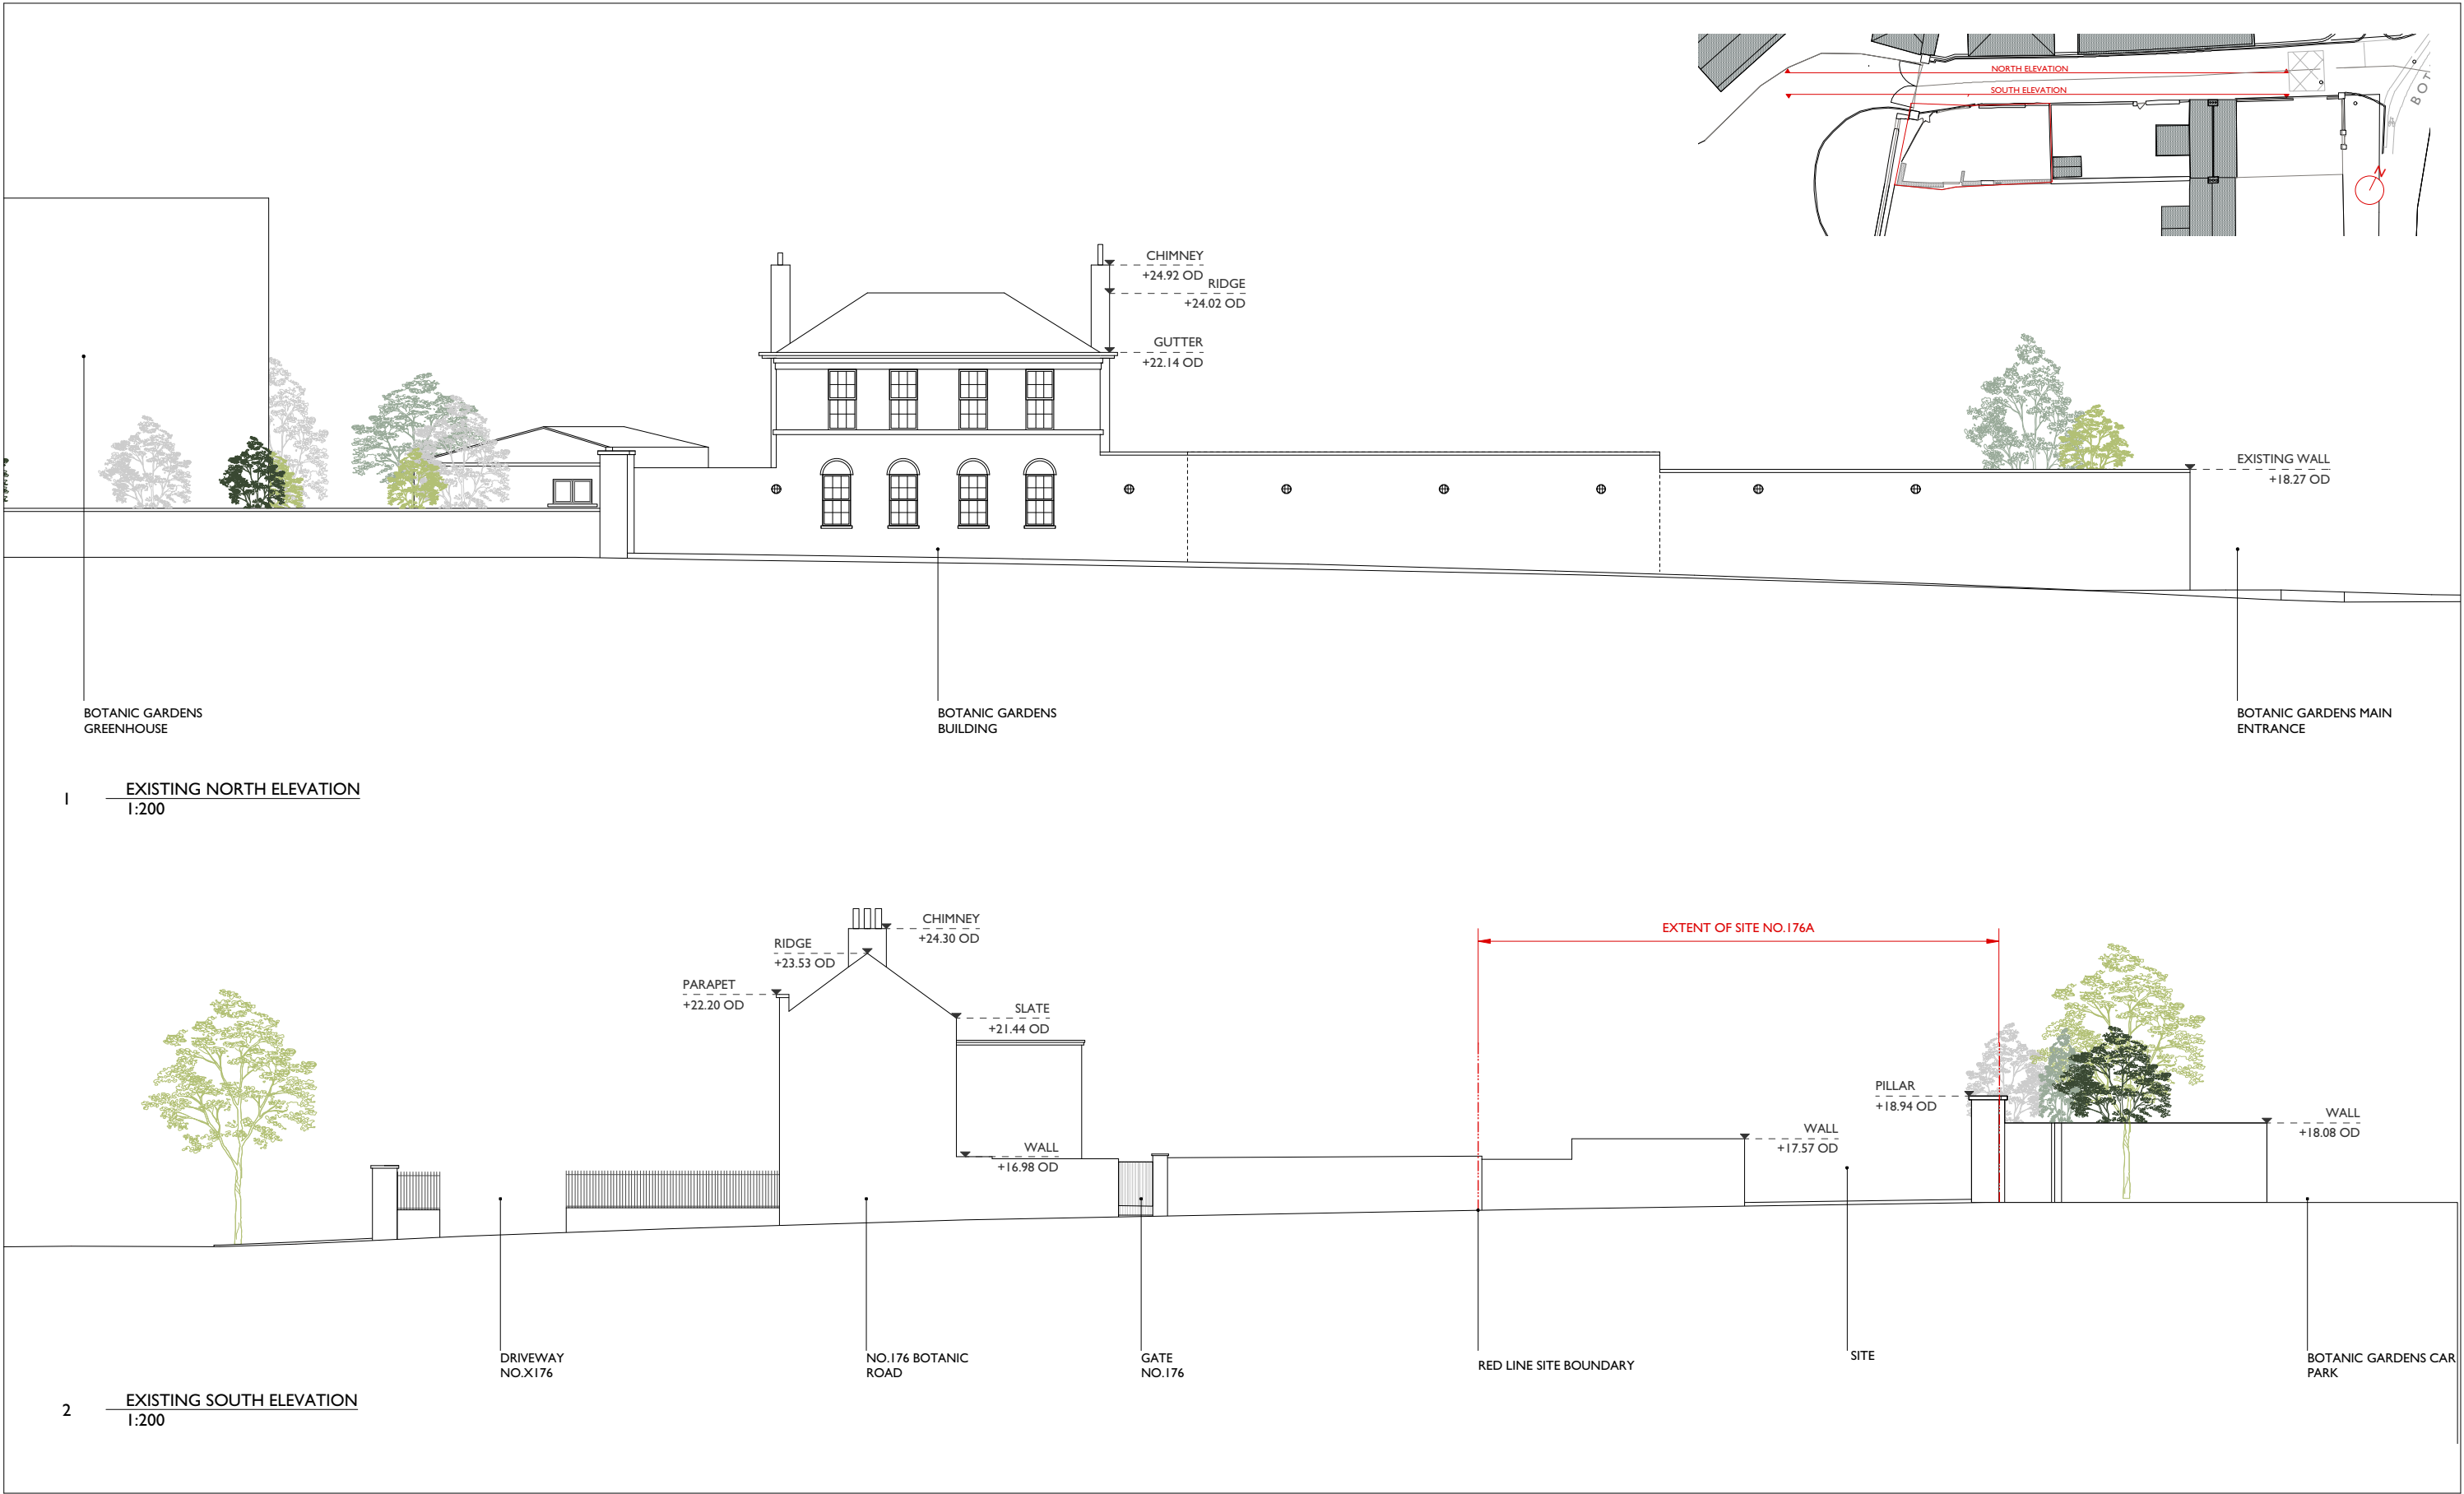 NORTH ELEVATION
SOUTH ELEVATION
BOT
N
CHIMNEY
+24.92 OD
RIDGE
+24.02 OD
GUTTER
+22.14 OD
EXISTING WALL
+18.27 OD
BOTANIC GARDENS
GREENHOUSE
BOTANIC GARDENS
BUILDING
BOTANIC GARDENS MAIN
ENTRANCE
1
EXISTING NORTH ELEVATION
1:200
CHIMNEY
+24.30 OD
RIDGE
+23.53 OD
PARAPET
+22.20 OD
SLATE
+21.44 OD
WALL
+16.98 OD
EXTENT OF SITE NO.176A
PILLAR
+18.94 OD
WALL
+17.57 OD
WALL
+18.08 OD
DRIVEWAY
NO.X176
NO.176 BOTANIC
ROAD
GATE
NO.176
RED LINE SITE BOUNDARY
SITE
BOTANIC GARDENS CAR
PARK
2
EXISTING SOUTH ELEVATION
1:200